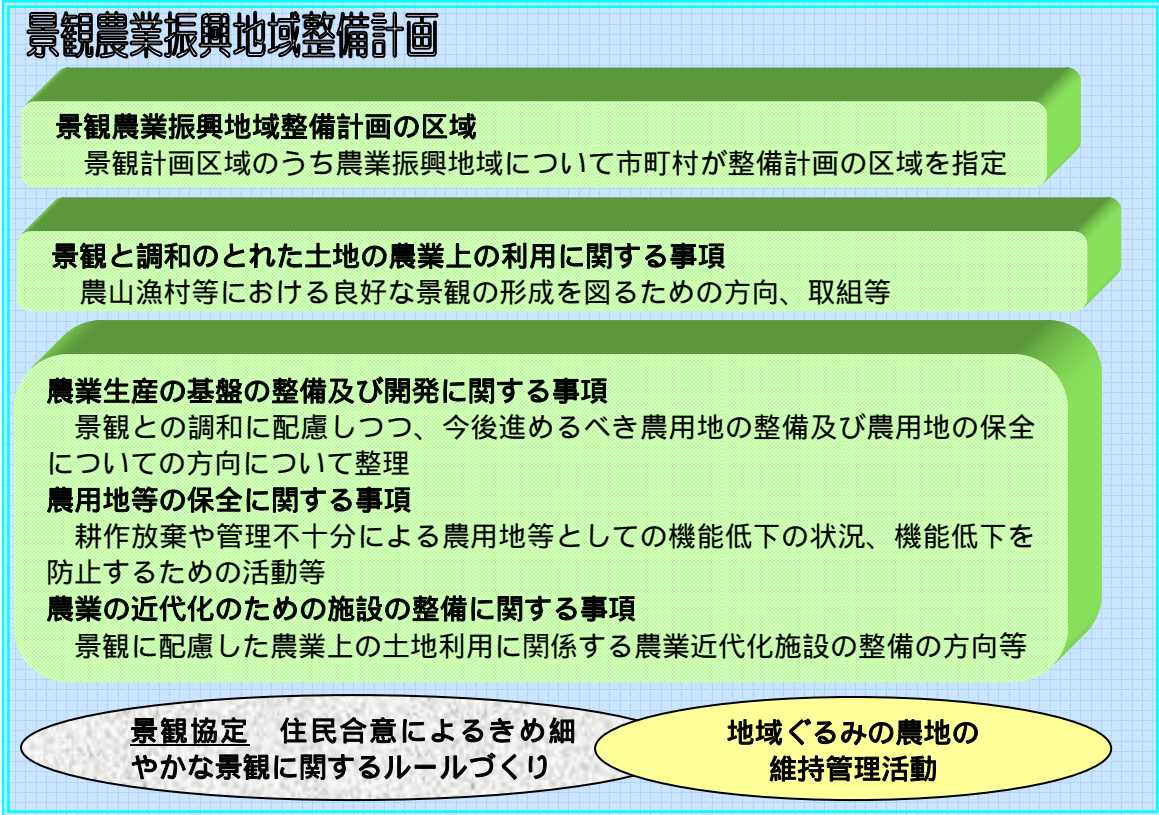 景観農業振興地域整備計画
景観農業振興地域整備計画の区域
景観計画区域のうち農業振興地域について市町村が整備計画の区域を指定
景観と調和のとれた土地の農業上の利用に関する事項
農山漁村等における良好な景観の形成を図るための方向、取組等
農業生産の基盤の整備及び開発に関する事項
景観との調和に配慮しつつ、今後進めるべき農用地の整備及び農用地の保全
についての方向について整理
農用地等の保全に関する事項
耕作放棄や管理不十分による農用地等としての機能低下の状況、機能低下を
防止するための活動等
農業の近代化のための施設の整備に関する事項
景観に配慮した農業上の土地利用に関係する農業近代化施設の整備の方向等
景観協定　住民合意によるきめ細
やかな景観に関するルールづくり
地域ぐるみの農地の
維持管理活動